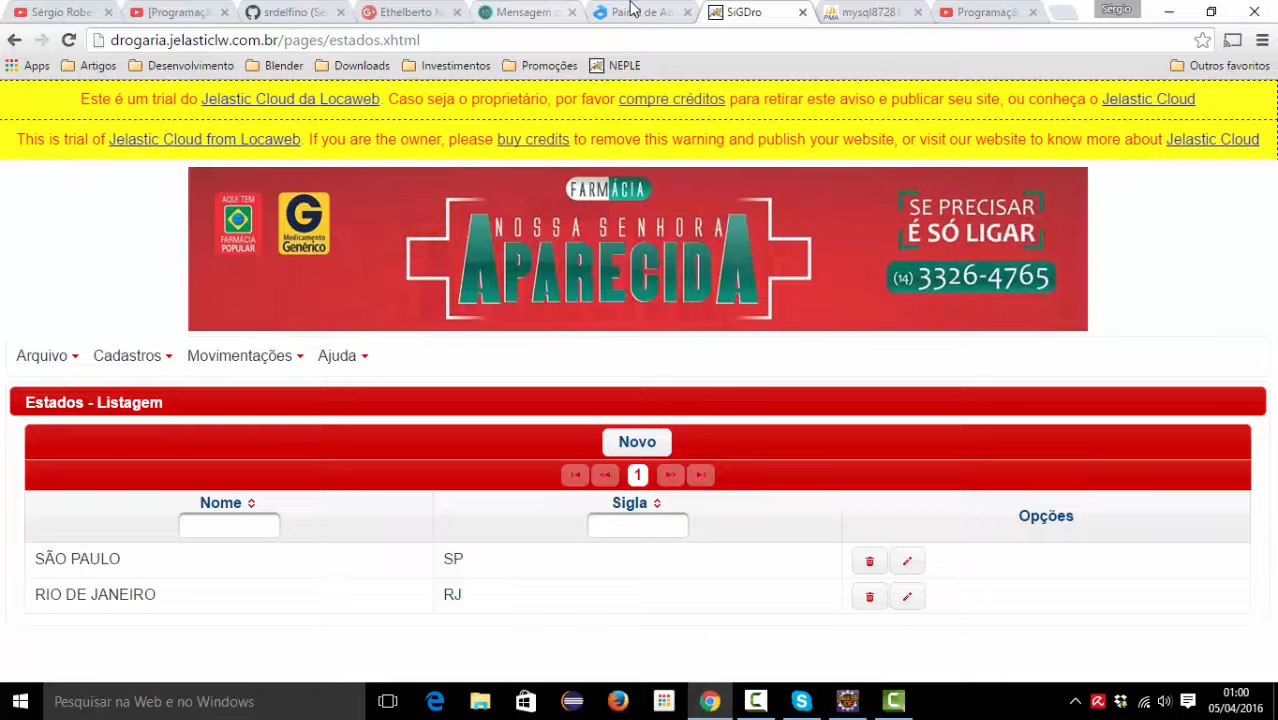 Sérgio Rober
[Programaçã
srdelfino (Sé
Ethelberto N
Mensagem d
Painel de Ad
SiGDro
mysql8728
Programaçã
Sérgio
drogaria.jelasticlw.com.br/pages/estados.xhtml
Apps Artigos Desenvolvimento Blender Downloads Investimentos Promoções NEPLE Outros favoritos
Este é um trial do Jelastic Cloud da Locaweb. Caso seja o proprietário, por favor compre créditos para retirar este aviso e publicar seu site, ou conheça o Jelastic Cloud
This is trial of Jelastic Cloud from Locaweb. If you are the owner, please buy credits to remove this warning and publish your website, or visit our website to know more about Jelastic Cloud
AQUI TEM
FARMÁCIA
POPULAR
G
Medicamento
Genérico
FARMÁCIA
NOSSA SENHORA
APARECIDA
SE PRECISAR
É SÓ LIGAR
(14) 3326-4765
Arquivo Cadastros Movimentações Ajuda
Estados - Listagem
Novo
1
Nome Sigla Opções
SÃO PAULO SP
RIO DE JANEIRO RJ
Pesquisar na Web e no Windows
01:00
05/04/2016